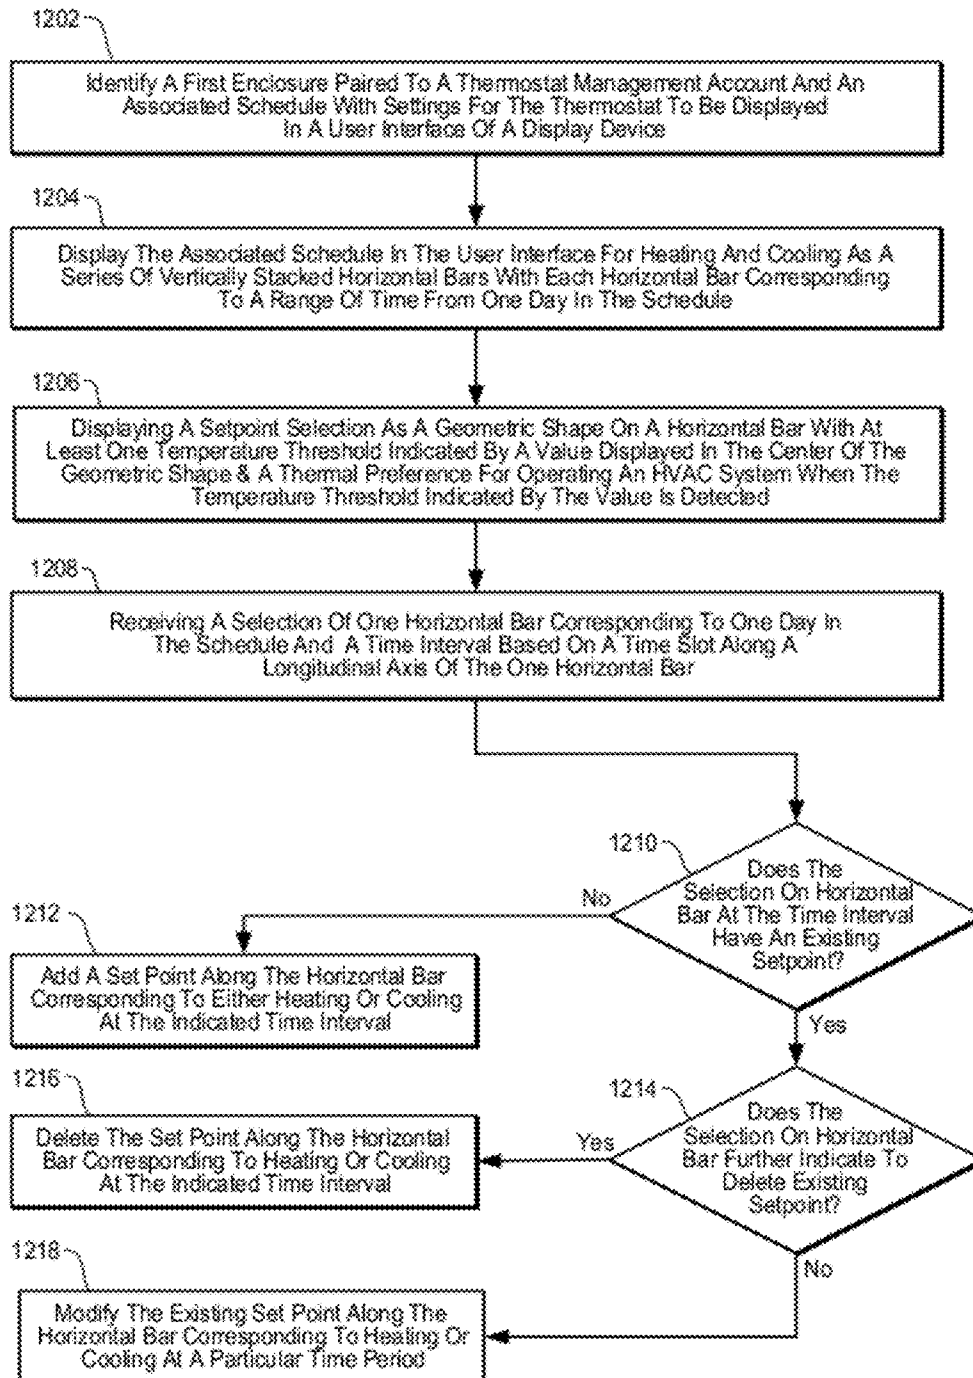 1202
Identify A First Enclosure Paired To A Thermostat Management Account And An
Associated Schedule With Settings For The Thermostat To Be Displayed
In A User Interface Of A Display Device
1204
Display The Associated Schedule In The User Interface For Heating And Cooling As A
Series Of Vertically Stacked Horizontal Bars With Each Horizontal Bar Corresponding
To A Range Of Time From One Day In The Schedule
1206
Displaying A Setpoint Selection As A Geometric Shape On A Horizontal Bar With At
Least One Temperature Threshold Indicated By A Value Displayed In The Center Of The
Geometric Shape & A Thermal Preference For Operating An HVAC System When The
Temperature Threshold Indicated By The Value Is Detected
1208
Receiving A Selection Of One Horizontal Bar Corresponding To One Day In
The Schedule And A Time Interval Based On A Time Slot Along A
Longitudinal Axis Of The One Horizontal Bar
1210
Does The
Selection On Horizontal
Bar At The Time Interval
Have An Existing
Setpoint?
No
Yes
1212
Add A Set Point Along The Horizontal Bar
Corresponding To Either Heating Or Cooling
At The Indicated Time Interval
1214
Does The
Selection On Horizontal
Bar Further Indicate To
Delete Existing
Setpoint?
Yes
No
1216
Delete The Set Point Along The Horizontal
Bar Corresponding To Heating Or Cooling
At The Indicated Time Interval
1218
Modify The Existing Set Point Along The
Horizontal Bar Corresponding To Heating Or
Cooling At A Particular Time Period